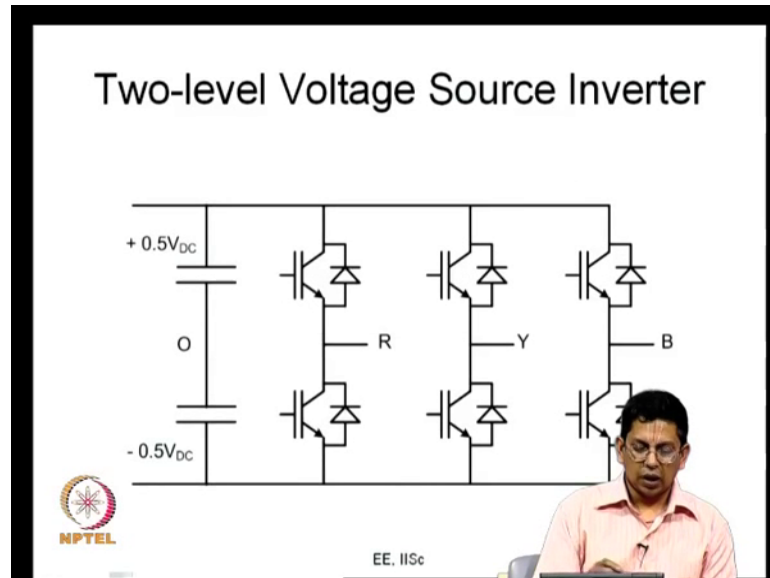 Two-level Voltage Source Inverter
+ 0.5VDC
O
R
Y
B
- 0.5VDC
NPTEL
EE, IISc